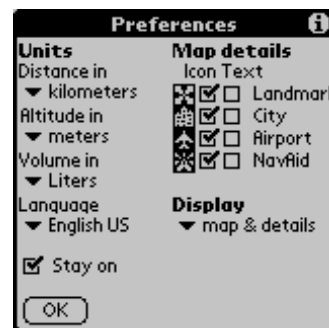 Preferences
Units
Distance in
kilometers
Altitude in
meters
Volume in
Liters
Language
English US
Stay on
OK
Map details
Icon Text
Landmar
City
Airport
NavAid
Display
map & details